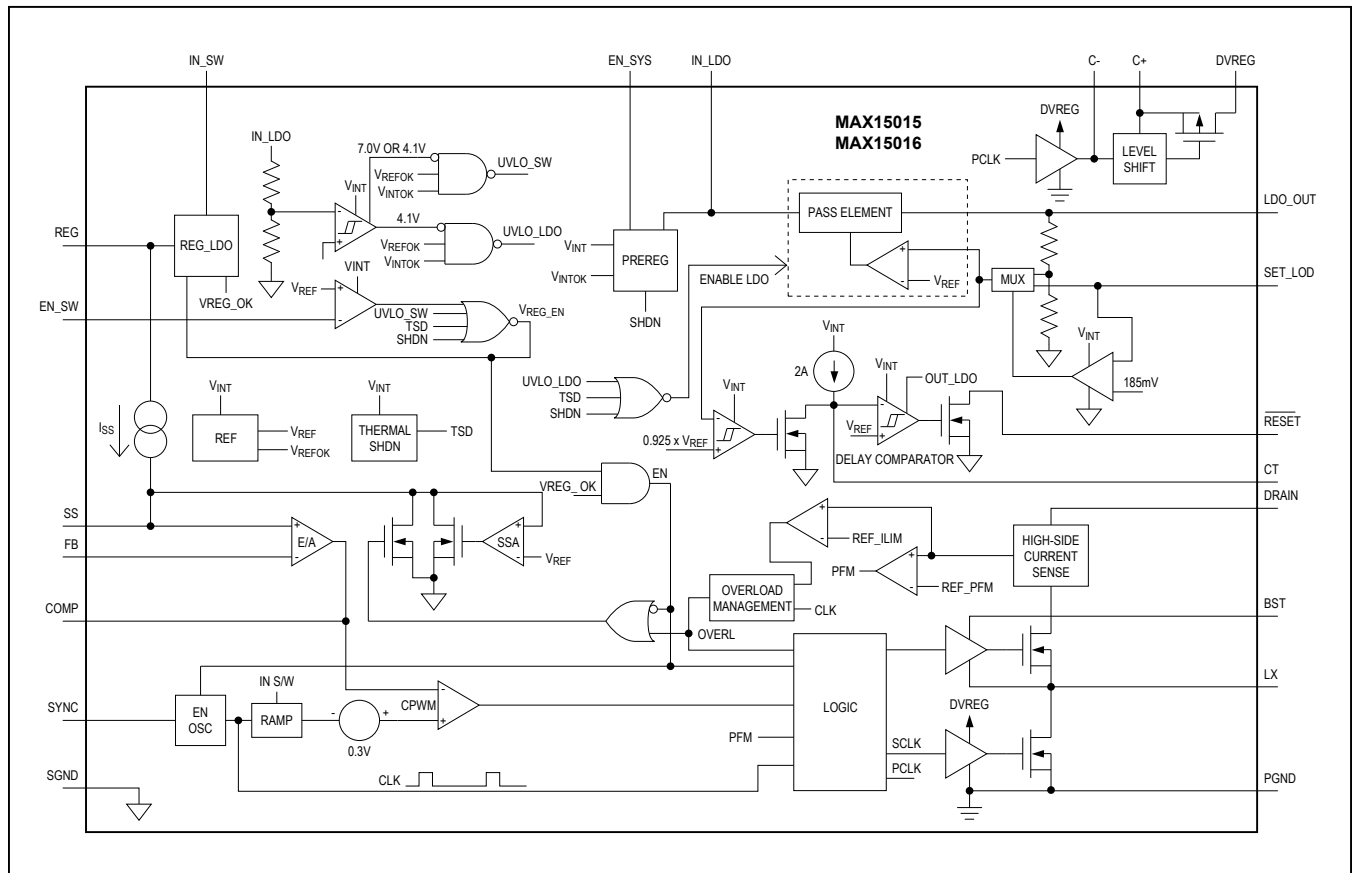 IN_SW
EN_SYS
IN_LDO
C-
C+
DVREG
MAX15015
MAX15016
IN_LDO
7.0V OR 4.1V
VREFOK
VINTOK
UVLO_SW
VINT
4.1V
VREFOK
VINTOK
UVLO_LDO
DVREG
PCLK
LEVEL
SHIFT
PASS ELEMENT
LDO_OUT
REG
REG_LDO
VREG_OK
VINT
VINTOK
PREREG
SHDN
ENABLE LDO
VREF
MUX
SET_LOD
VINT
VREF
EN_SW
UVLO_SW
TSD
SHDN
VREG_EN
VINT
185mV
VINT
2A
VINT
OUT_LDO
UVLO_LDO
TSD
SHDN
VINT
0.925 x VREF
VREF
DELAY COMPARATOR
RESET
ISS
VINT
REF
VREF
VREFOK
VINT
THERMAL
SHDN
TSD
CT
VREG_OK
EN
DRAIN
SS
FB
E/A
SSA
VREF
REF_ILIM
PFM
REF_PFM
HIGH-SIDE
CURRENT
SENSE
COMP
OVERLOAD
MANAGEMENT
CLK
BST
OVERL
LX
SYNC
EN
OSC
IN S/W
RAMP
-
+
0.3V
CPWM
LOGIC
DVREG
PFM
SCLK
PCLK
SGND
CLK
PGND